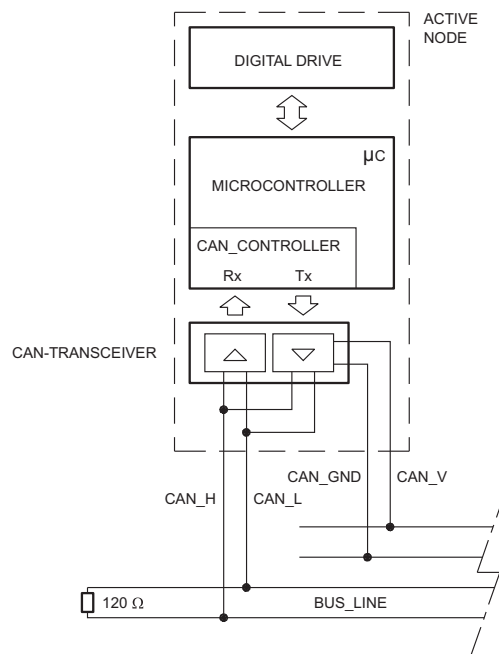 ACTIVE
NODE
DIGITAL DRIVE
µC
MICROCONTROLLER
CAN_CONTROLLER
Rx Tx
CAN-TRANSCEIVER
CAN_GND CAN_V
CAN_H CAN_L
120 Ω BUS_LINE